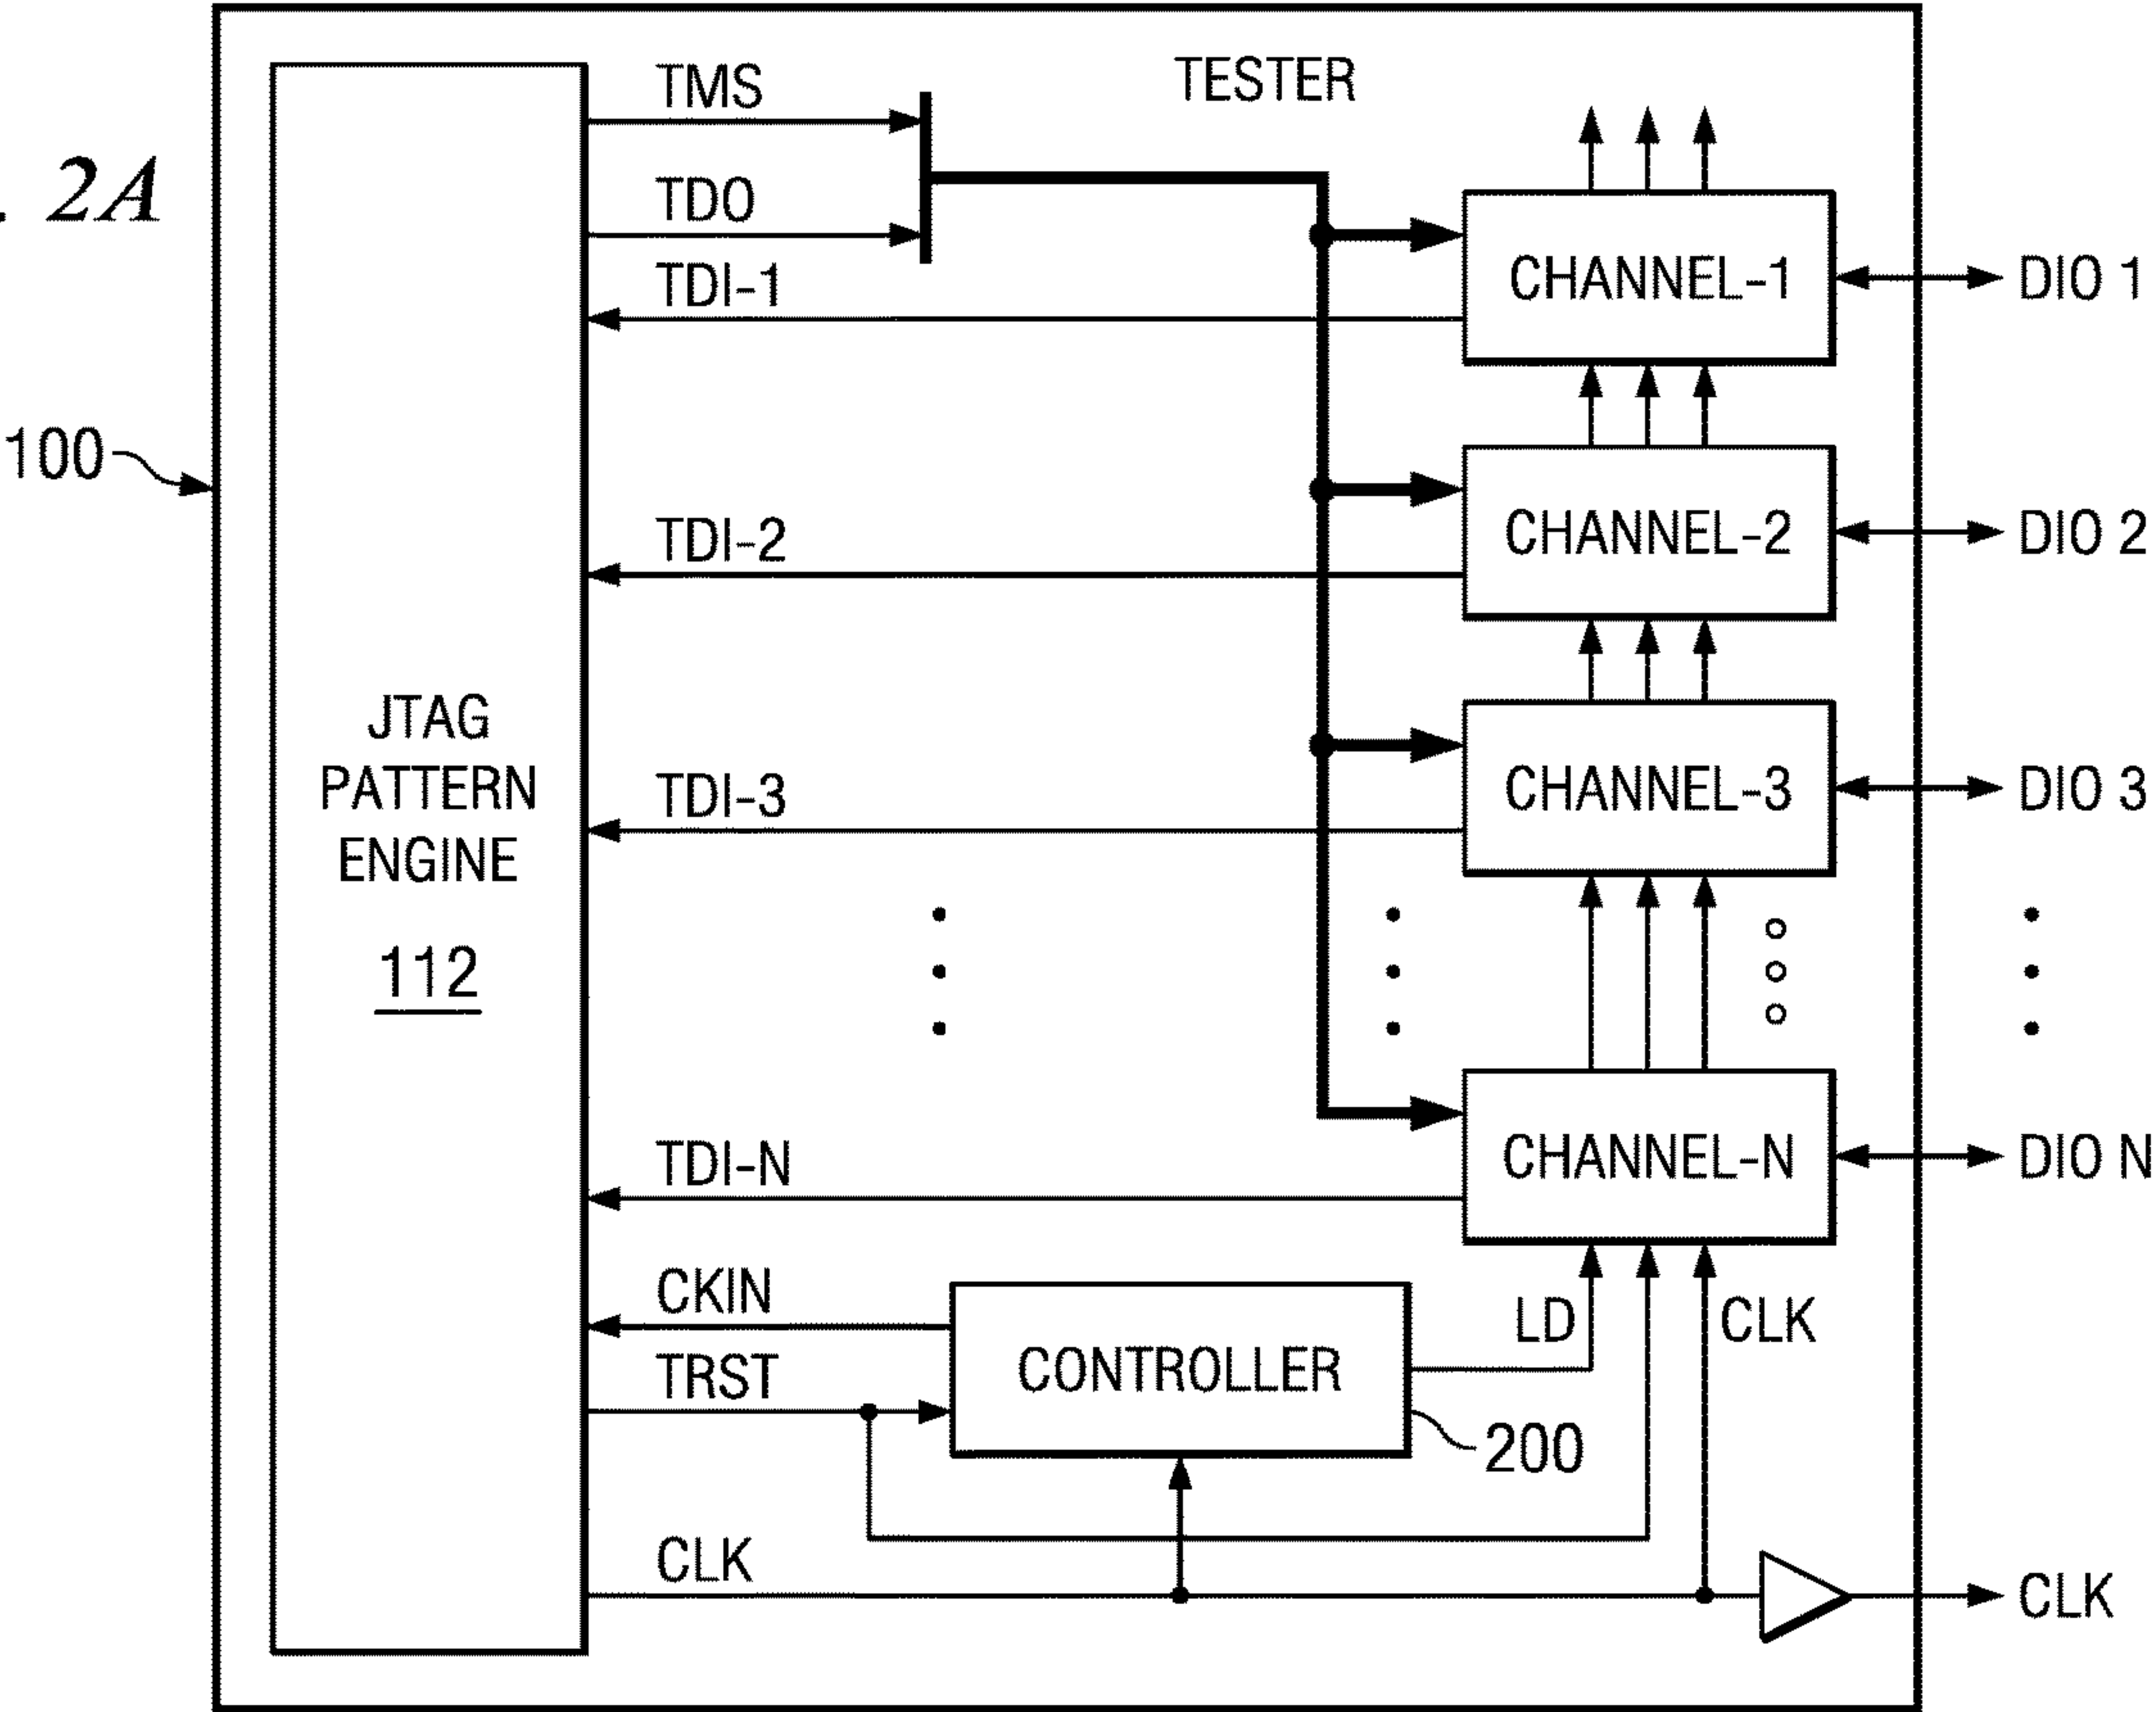 . 2A
TESTER
100
JTAG
PATTERN
ENGINE
112
TMS
TDO
TDI-1
TDI-2
TDI-3
TDI-N
CKIN
TRST
CLK
CHANNEL-1
CHANNEL-2
CHANNEL-3
CHANNEL-N
CONTROLLER
200
LD
CLK
DIO 1
DIO 2
DIO 3
DIO N
CLK